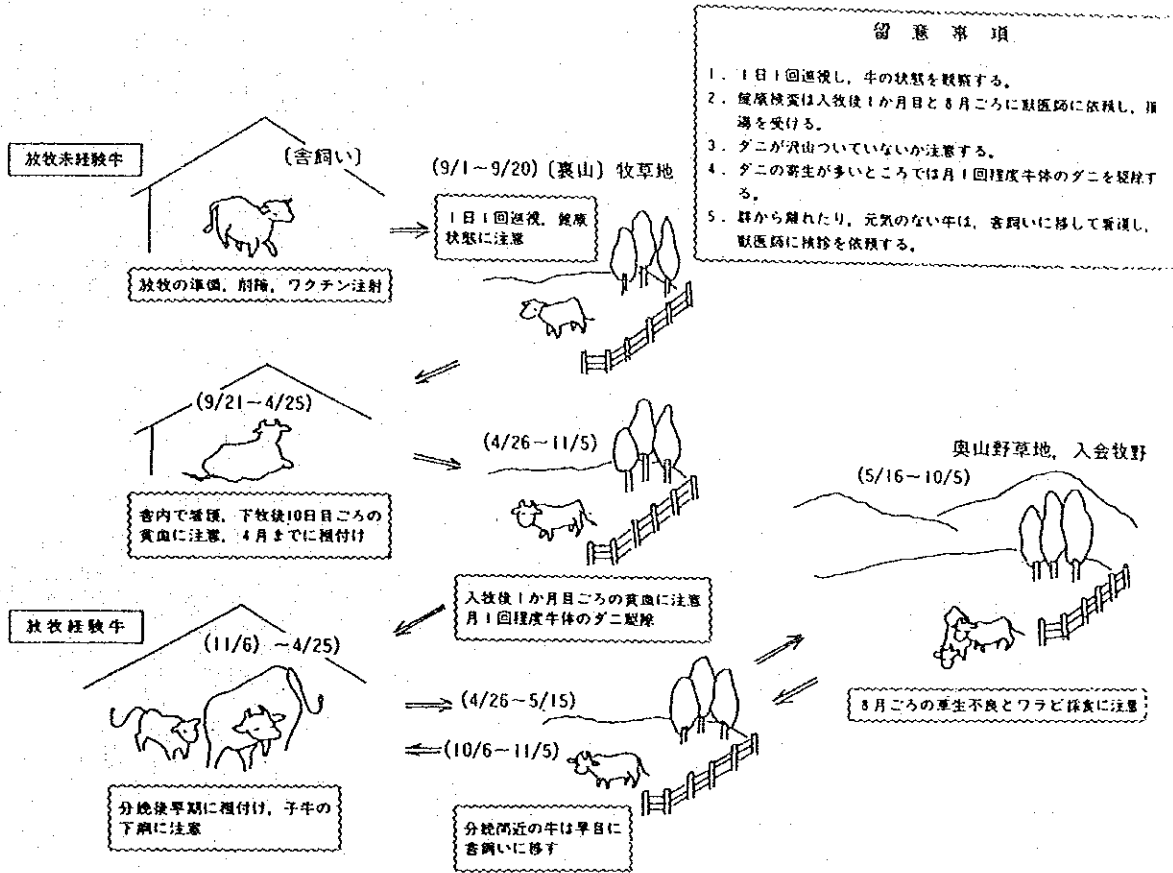 留意事項
1. 1日1回巡視し、牛の状態を観察する。
2. 健康検査は入牧後1か月目と8月ごろに獣医師に依頼し、指
導を受ける。
3. ダニが沢山ついていないか注意する。
4. ダニの寄生が多いところでは月1回程度牛体のダニを駆除す
る。
5. 群から離れたり、元気のない牛は、舎飼いに移して看護し、
獣医師に検診を依頼する。
放牧未経験牛
〔舎飼い〕
放牧の準備、削蹄、ワクチン注射
(9/1~9/20)〔裏山〕牧草地
1日1回巡視、健康
状態に注意
(9/21~4/25)
舎内で看護、下牧後10日目ごろの
貧血に注意、4月までに種付け
(4/26~11/5)
入牧後1か月目ごろの貧血に注意
月1回程度牛体のダニ駆除
奥山野草地、入会牧野
(5/16~10/5)
8月ごろの草生不良とワラビ採食に注意
放牧経験牛
(11/6) ~4/25)
分娩後早期に種付け、子牛の
下痢に注意
(4/26~5/15)
(10/6~11/5)
分娩間近の牛は早目に
舎飼いに移す